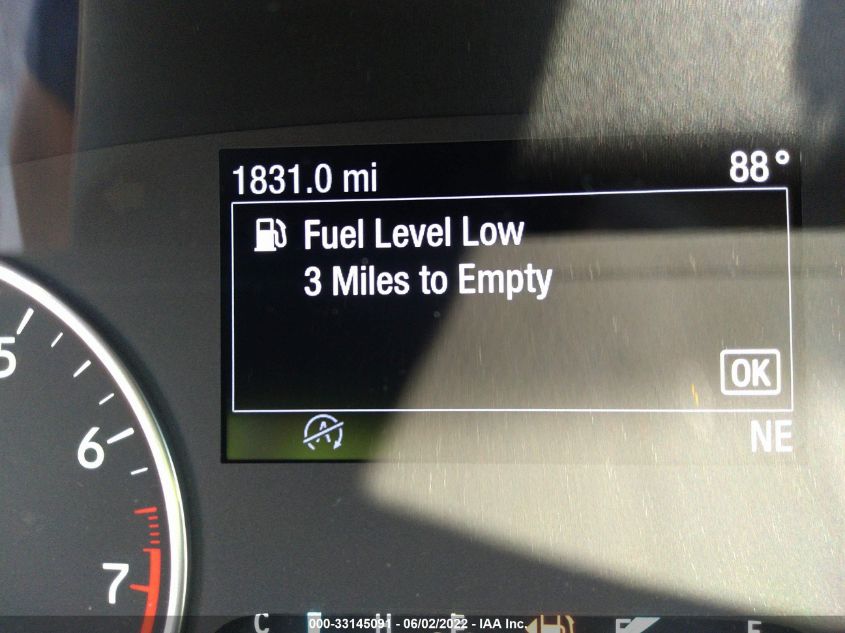 1831.0 mi 88°
Fuel Level Low
3 Miles to Empty
OK
NE
5
6
7
C H E F
000-33145091 - 06/02/2022 - IAA Inc.